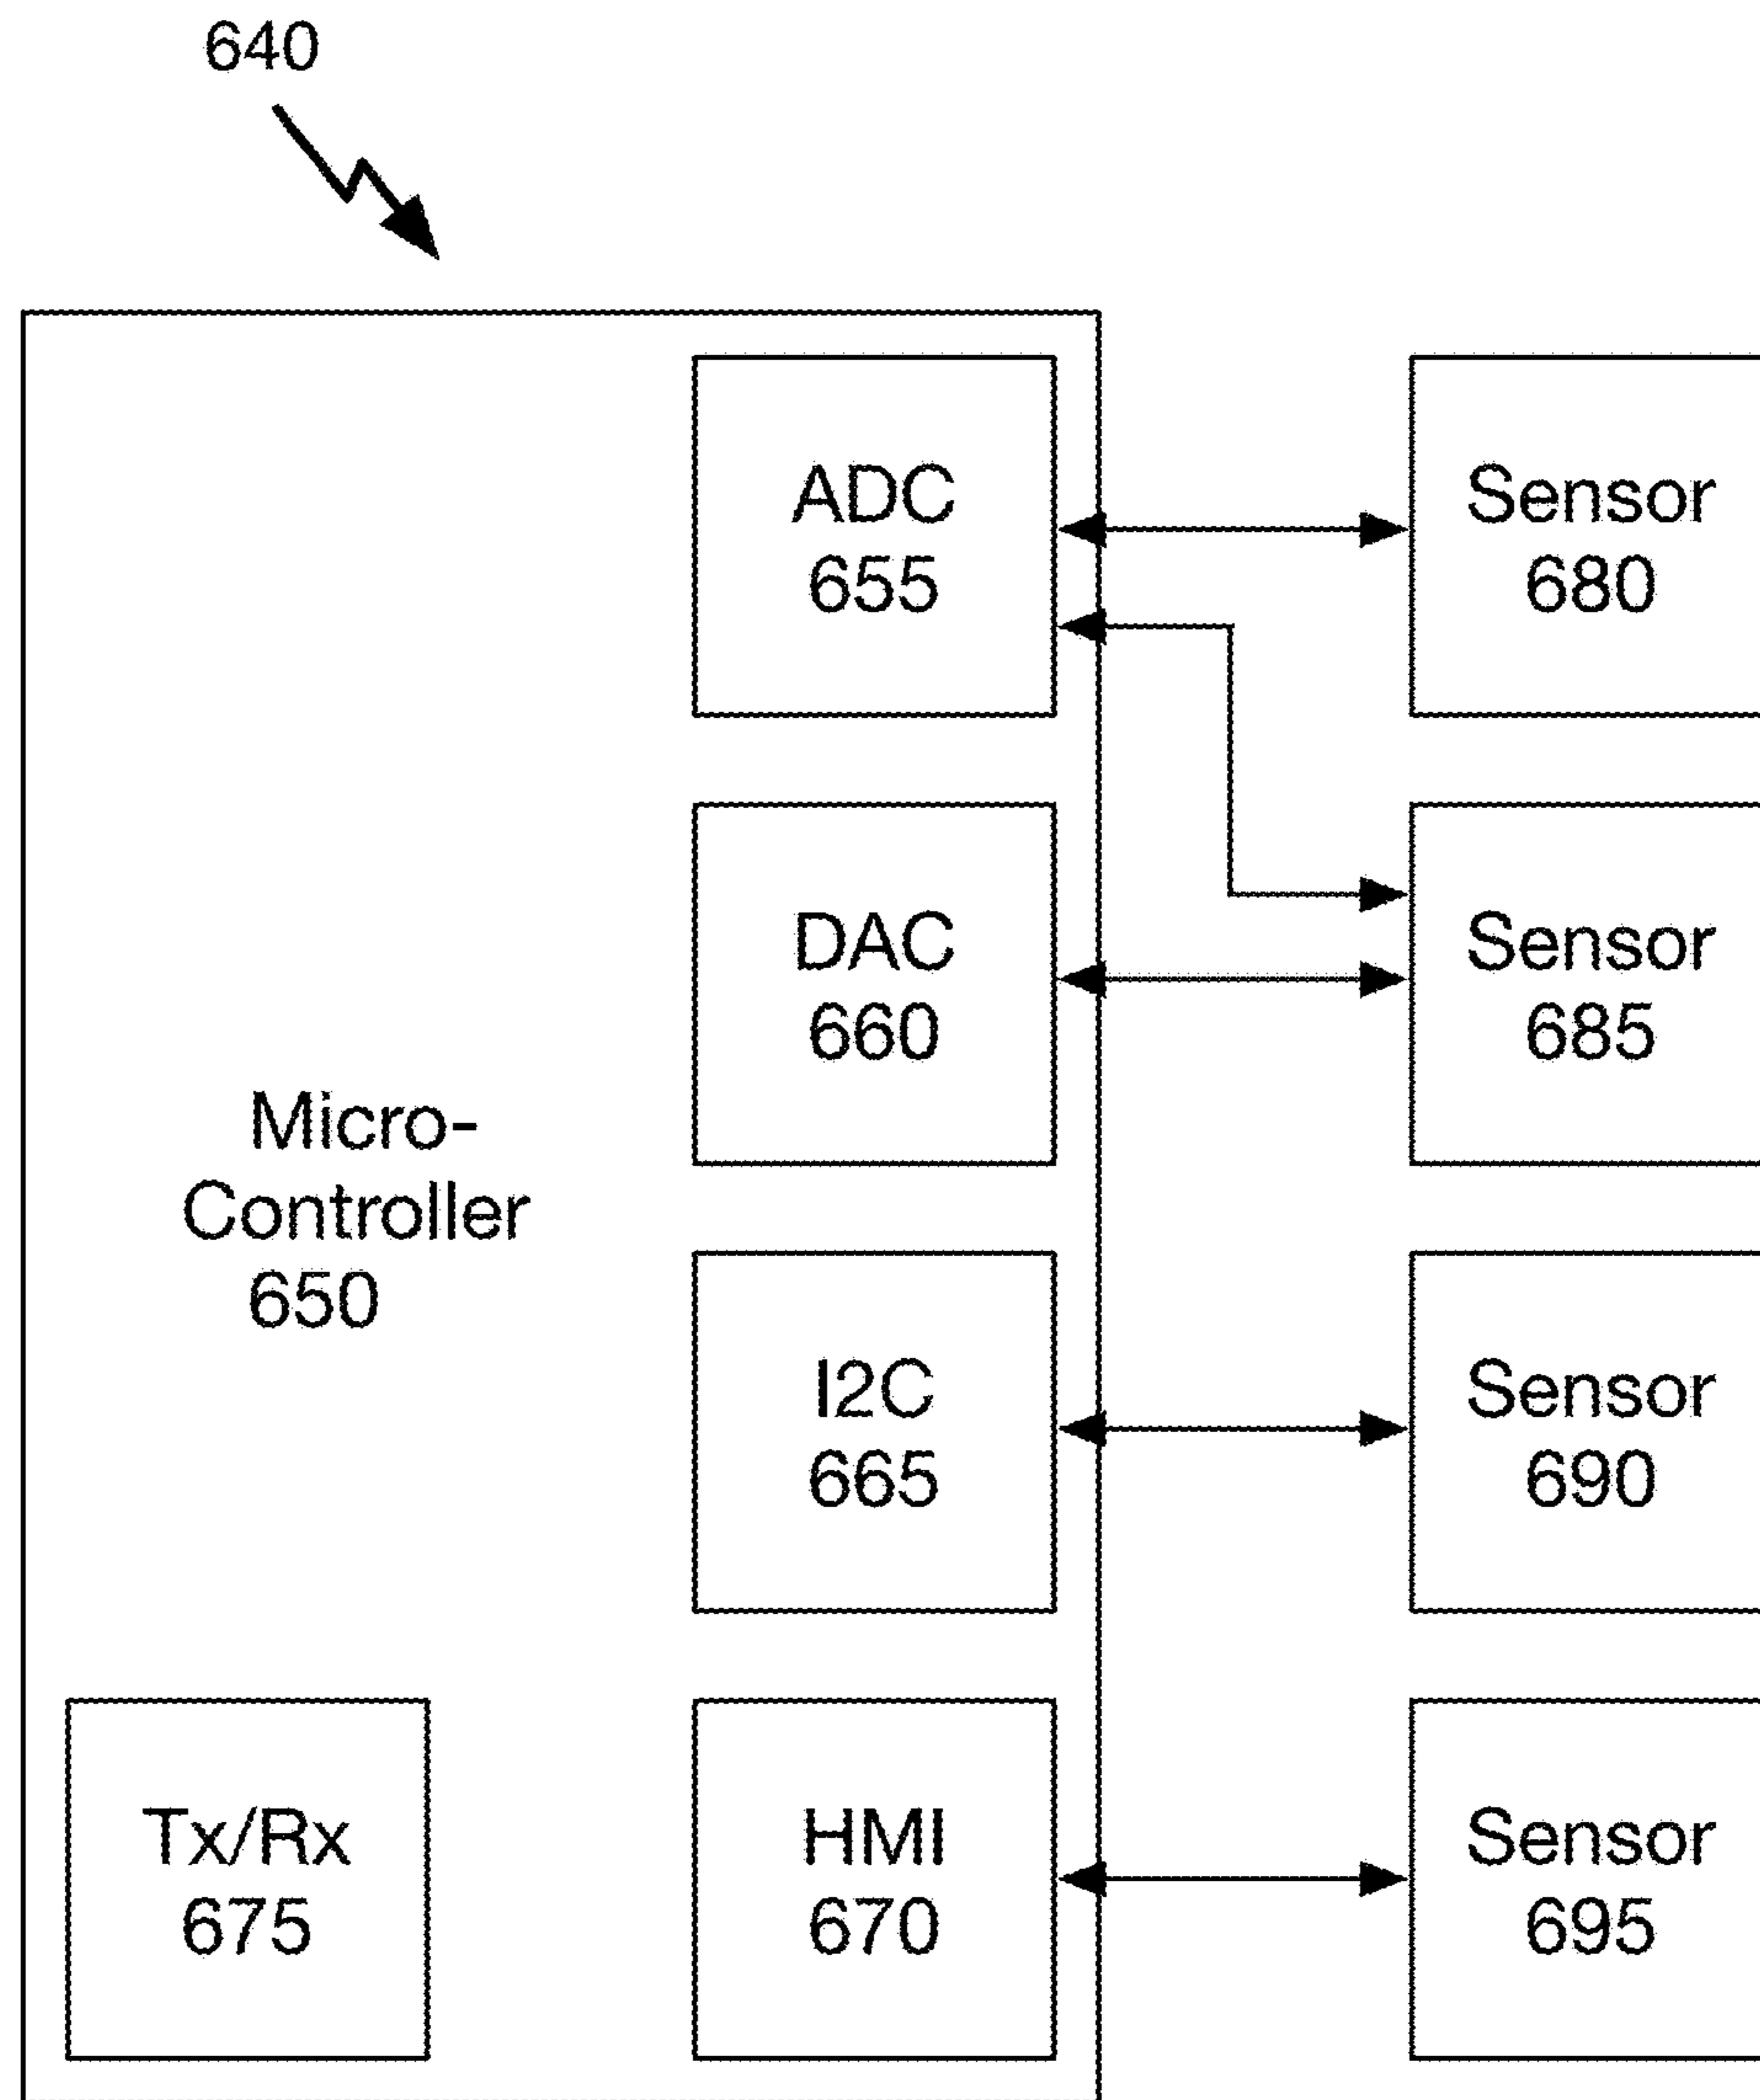 640
ADC
655
Sensor
680
DAC
660
Sensor
685
Micro-
Controller
650
I2C
665
Sensor
690
Tx/Rx
675
HMI
670
Sensor
695